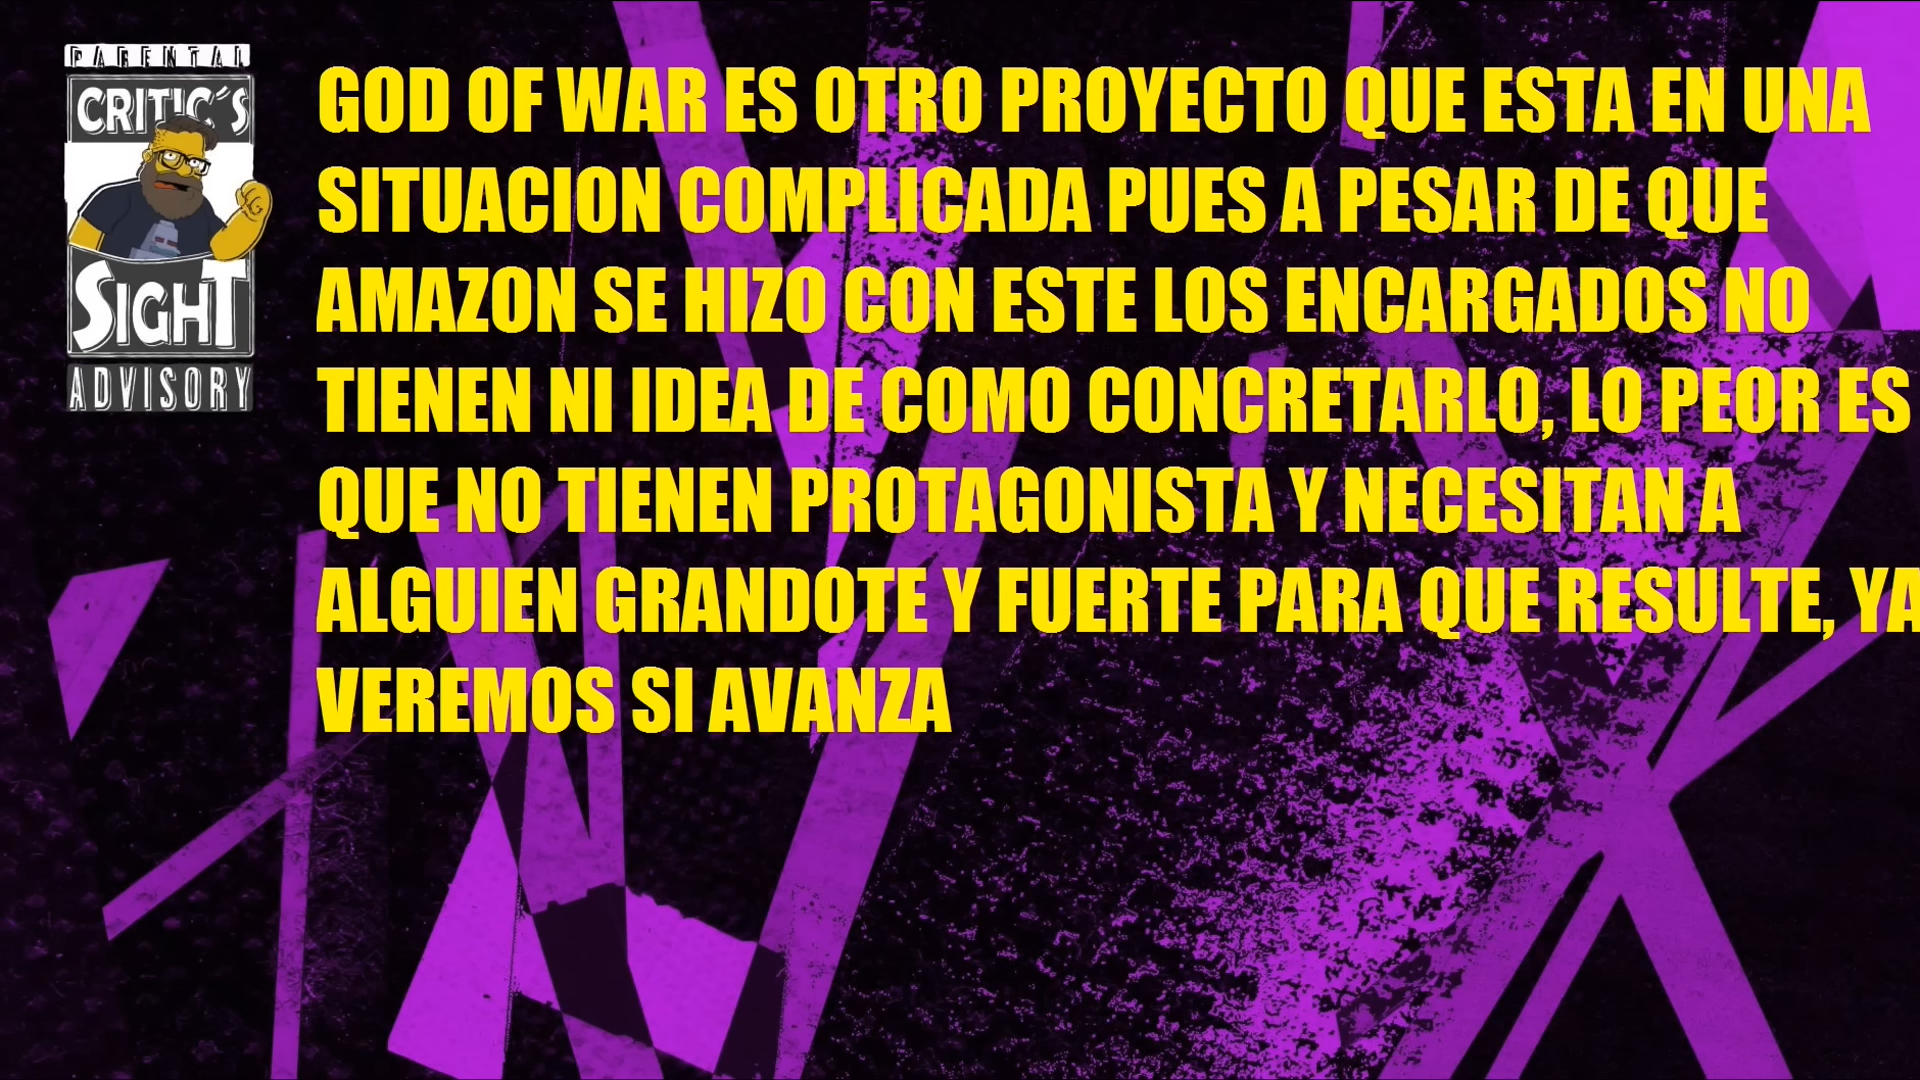 PARENTAL
CRITIC´S
SIGHT
ADVISORY
GOD OF WAR ES OTRO PROYECTO QUE ESTA EN UNA
SITUACION COMPLICADA PUES A PESAR DE QUE
AMAZON SE HIZO CON ESTE LOS ENCARGADOS NO
TIENEN NI IDEA DE COMO CONCRETARLO, LO PEOR ES
QUE NO TIENEN PROTAGONISTA Y NECESITAN A
ALGUIEN GRANDOTE Y FUERTE PARA QUE RESULTE, YA
VEREMOS SI AVANZA